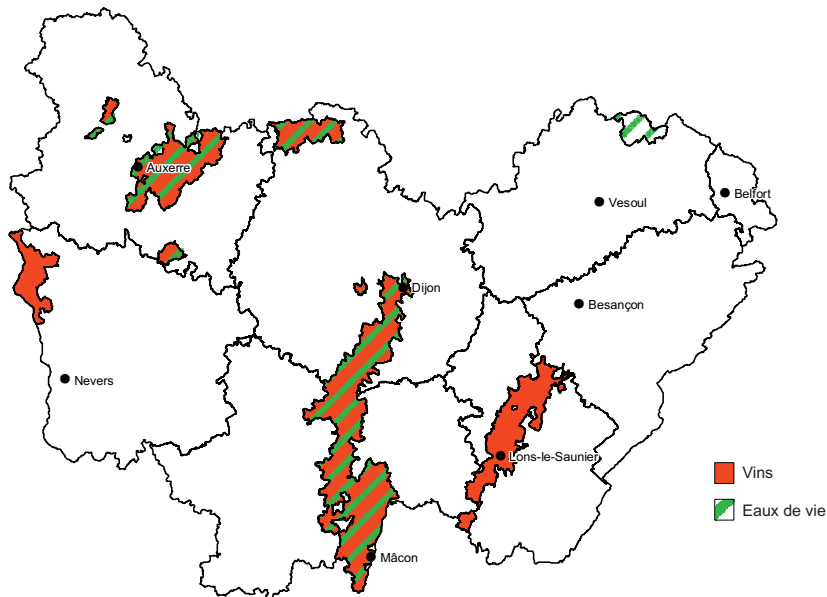 Auxerre
Belfort
Vesoul
Dijon
Besançon
Nevers
Lons-le-Saunier
Vins
Eaux de vie
Mâcon